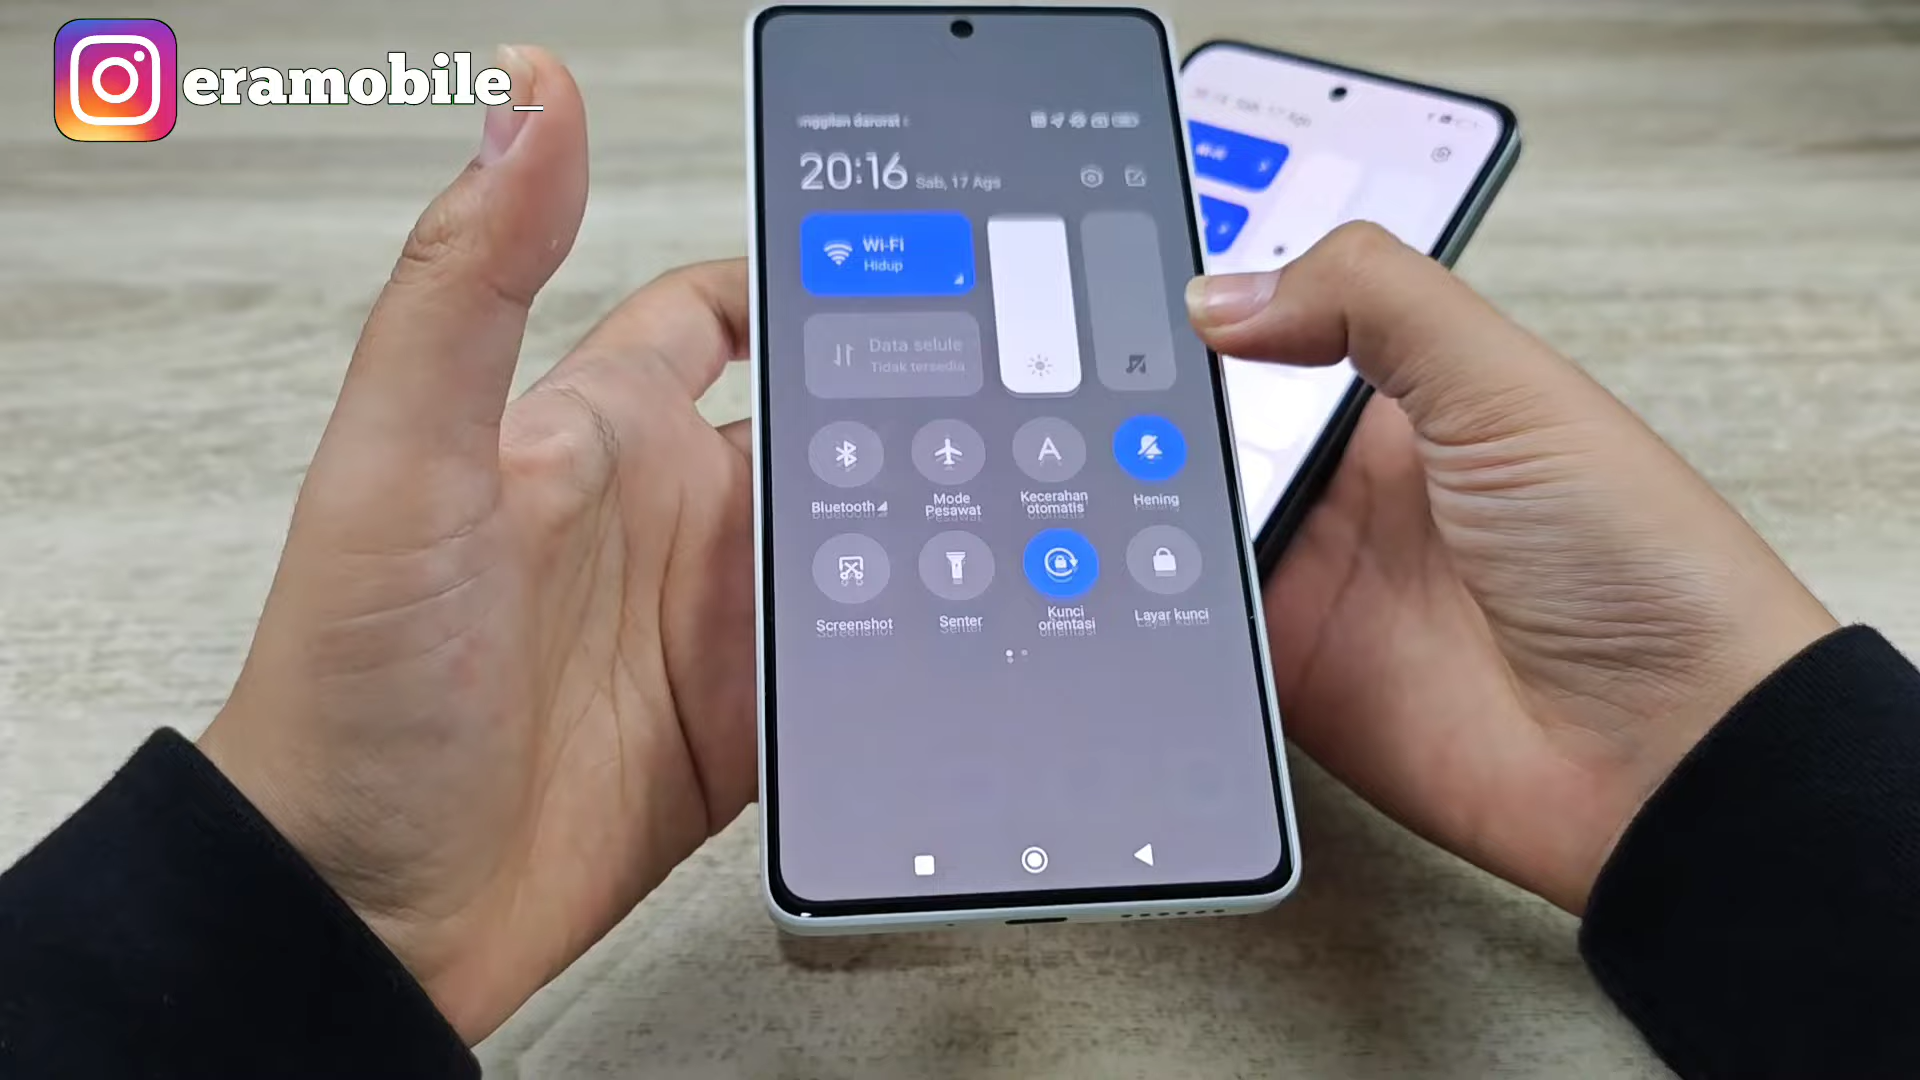 eramobile_
20:16 Sab, 17 Ags
Wi-Fi
Hidup
Data selule
Tidak tersedia
Bluetooth
Mode
Pesawat
Kecerahan
otomatis
Hening
Screenshot
Senter
Kunci
orientasi
Layar kunci